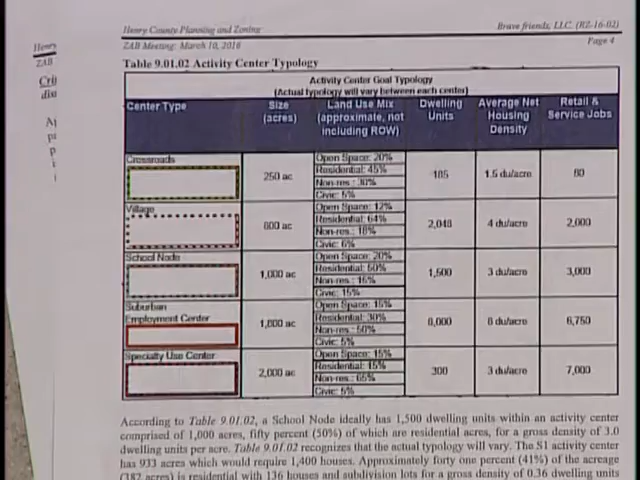 Henry County Planning and Zoning
Brave friends, LLC. (RZ-16-02)
ZAB Meeting: March 10, 2016
Page 4
Table 9.01.02 Activity Center Typology
Activity Center Goal Typology
(Actual typology will vary between each center)
Center Type
Size (acres)
Land Use Mix (approximate, not including ROW)
Dwelling Units
Average Net Housing Density
Retail & Service Jobs
Crossroads
250 ac
Open Space: 20%
Residential: 45%
Non-res.: 30%
Civic: 5%
185
1.5 du/acre
Village
Open Space: 12%
Residential: 64%
Non-res.: 18%
Civic: 6%
2,048
4 du/acre
2,000
School Node
1,000 ac
Open Space: 20%
Residential: 50%
Non-res.: 15%
Civic: 15%
1,500
3 du/acre
3,000
Suburban Employment Center
Open Space: 15%
Residential: 30%
Non-res.: 50%
Civic: 5%
6,750
Specialty Use Center
2,000 ac
Open Space: 15%
Residential: 15%
Non-res.: 65%
Civic: 5%
300
3 du/acre
7,000
According to Table 9.01.02, a School Node ideally has 1,500 dwelling units within an activity center
comprised of 1,000 acres, fifty percent (50%) of which are residential acres, for a gross density of 3.0
dwelling units per acre. Table 9.01.02 recognizes that the actual typology will vary. The S1 activity center
has 933 acres which would require 1,400 houses. Approximately forty one percent (41%) of the acreage
(382 acres) is residential with 136 houses and subdivision lots for a gross density of 0.36 dwelling units